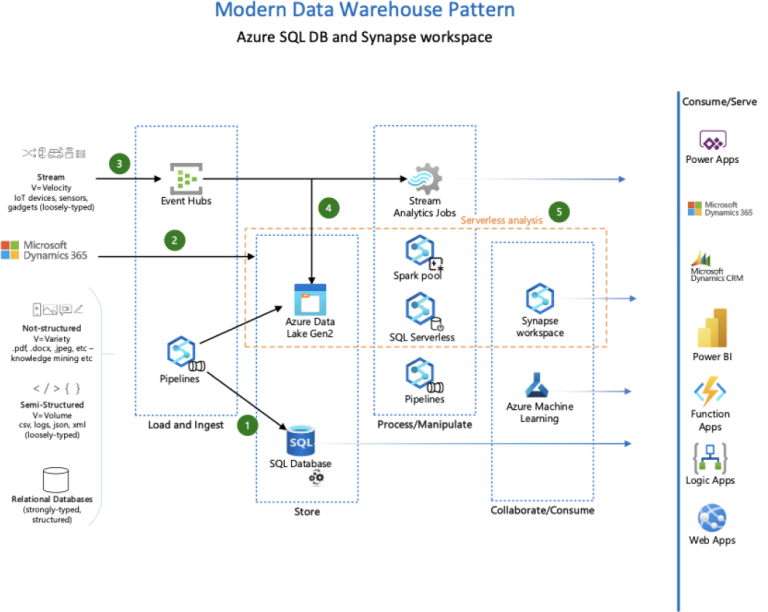 Modern Data Warehouse Pattern
Azure SQL DB and Synapse workspace
Consume/Serve
3
Stream
V=Velocity
IoT devices, sensors,
gadgets (loosely-typed)
Event Hubs
Stream
Analytics Jobs
Power Apps
4
Serverless analysis
5
Microsoft
Dynamics 365
2
Microsoft
Dynamics 365
Spark pool
Microsoft
Dynamics CRM
Not-structured
V=Variety
.pdf, .docx, .jpeg, etc –
knowledge mining etc
Azure Data
Lake Gen2
SQL Serverless
Synapse
workspace
Power BI
Pipelines
Pipelines
</>{ }
Semi-Structured
V=Volume
csv, logs, json, xml
(loosely-typed)
Azure Machine
Learning
Function
Apps
Load and Ingest
1
Process/Manipulate
SQL
SQL Database
Logic Apps
Relational Databases
(strongly-typed,
structured)
Store
Collaborate/Consume
Web Apps